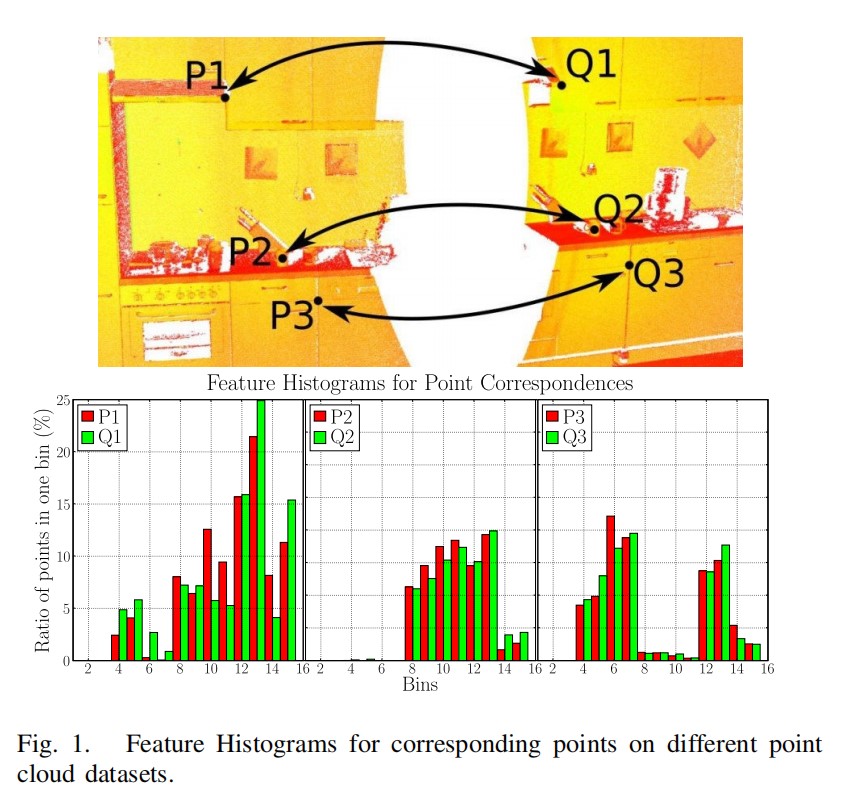 P1
Q1
P2
Q2
P3
Q3
Feature Histograms for Point Correspondences
Ratio of points in one bin (%)
25
20
15
10
5
0
P1
Q1
2 4 6 8 10 12 14 16
P2
Q2
2 4 6 8 10 12 14 16
P3
Q3
2 4 6 8 10 12 14 16
Bins
Fig. 1. Feature Histograms for corresponding points on different point
cloud datasets.